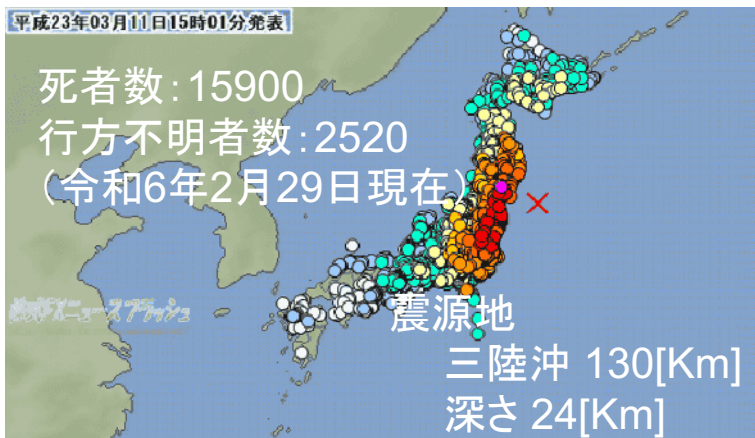 平成23年03月11日15時01分発表
死者数：15900
行方不明者数：2520
（令和6年2月29日現在）
震源地
三陸沖 130[Km]
深さ 24[Km]